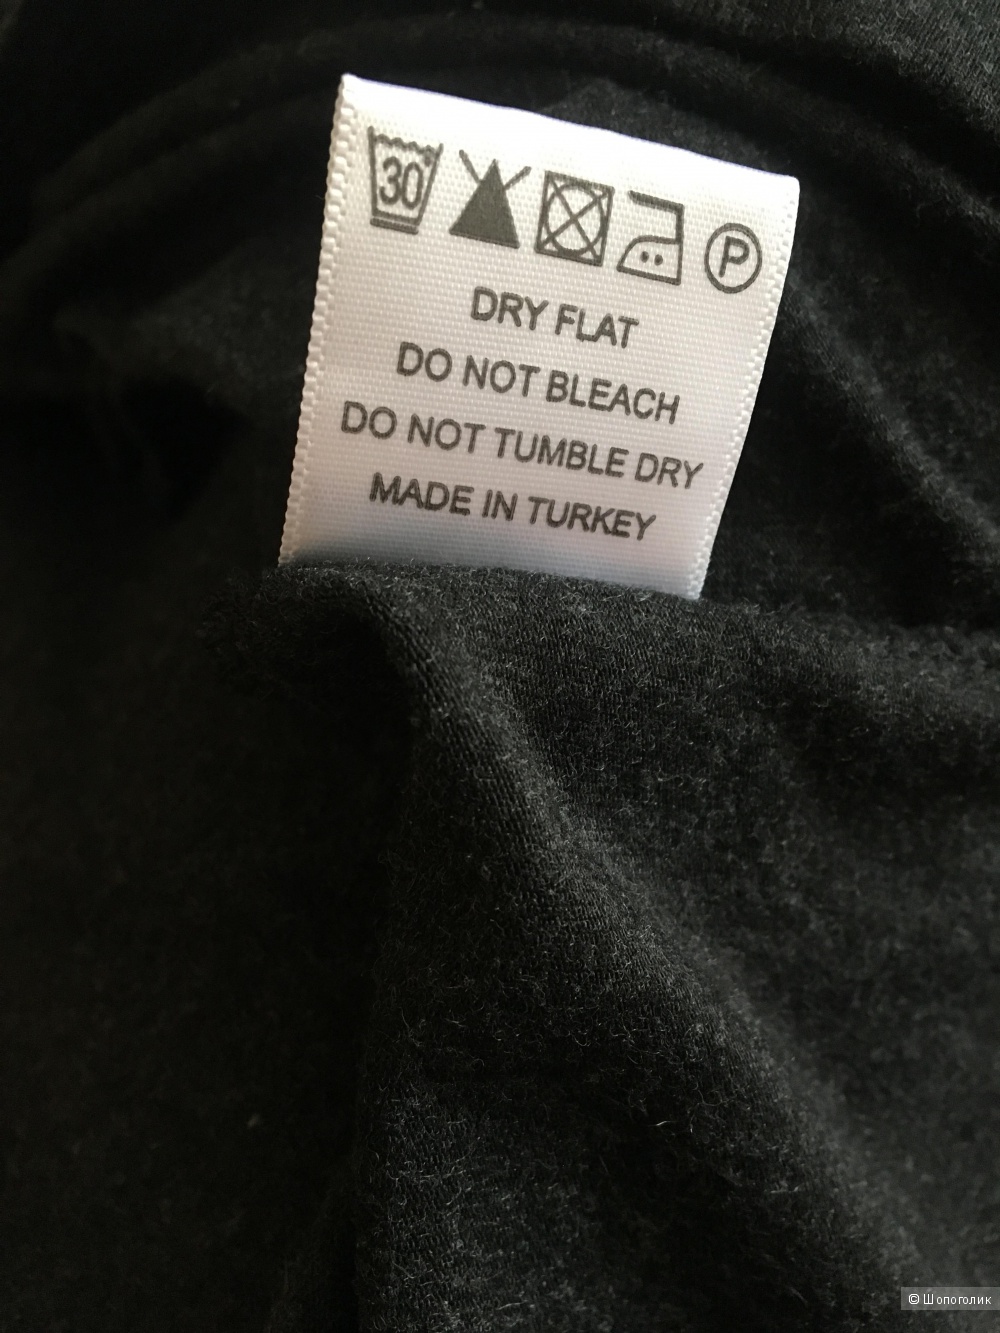 30
P
DRY FLAT
DO NOT BLEACH
DO NOT TUMBLE DRY
MADE IN TURKEY
© Шопоголик